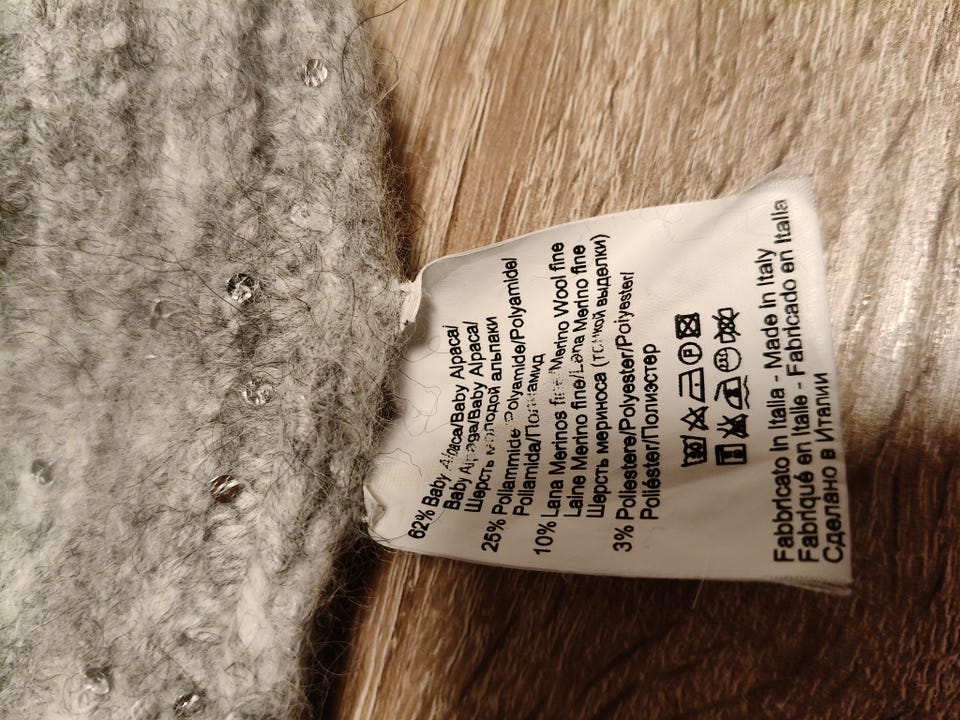 62% Baby Alpaca/Baby Alpaca/
Baby Alpaga/Baby Alpaca/
Шерсть молодой альпаки
25% Poliammide/Polyamide/Polyamidel
Poliamida/Полиамид
10% Lana Merinos fine/Merino Wool fine
Laine Merino fine/Lana Merino fine
Шерсть мериноса (тонкой выделки)
3% Poliestere/Polyester/Polyester/
Poliéster/Полиэстер
P
Fabbricato in Italia - Made in Italy
Fabriqué en Italie - Fabricado en Italia
Сделано в Италии